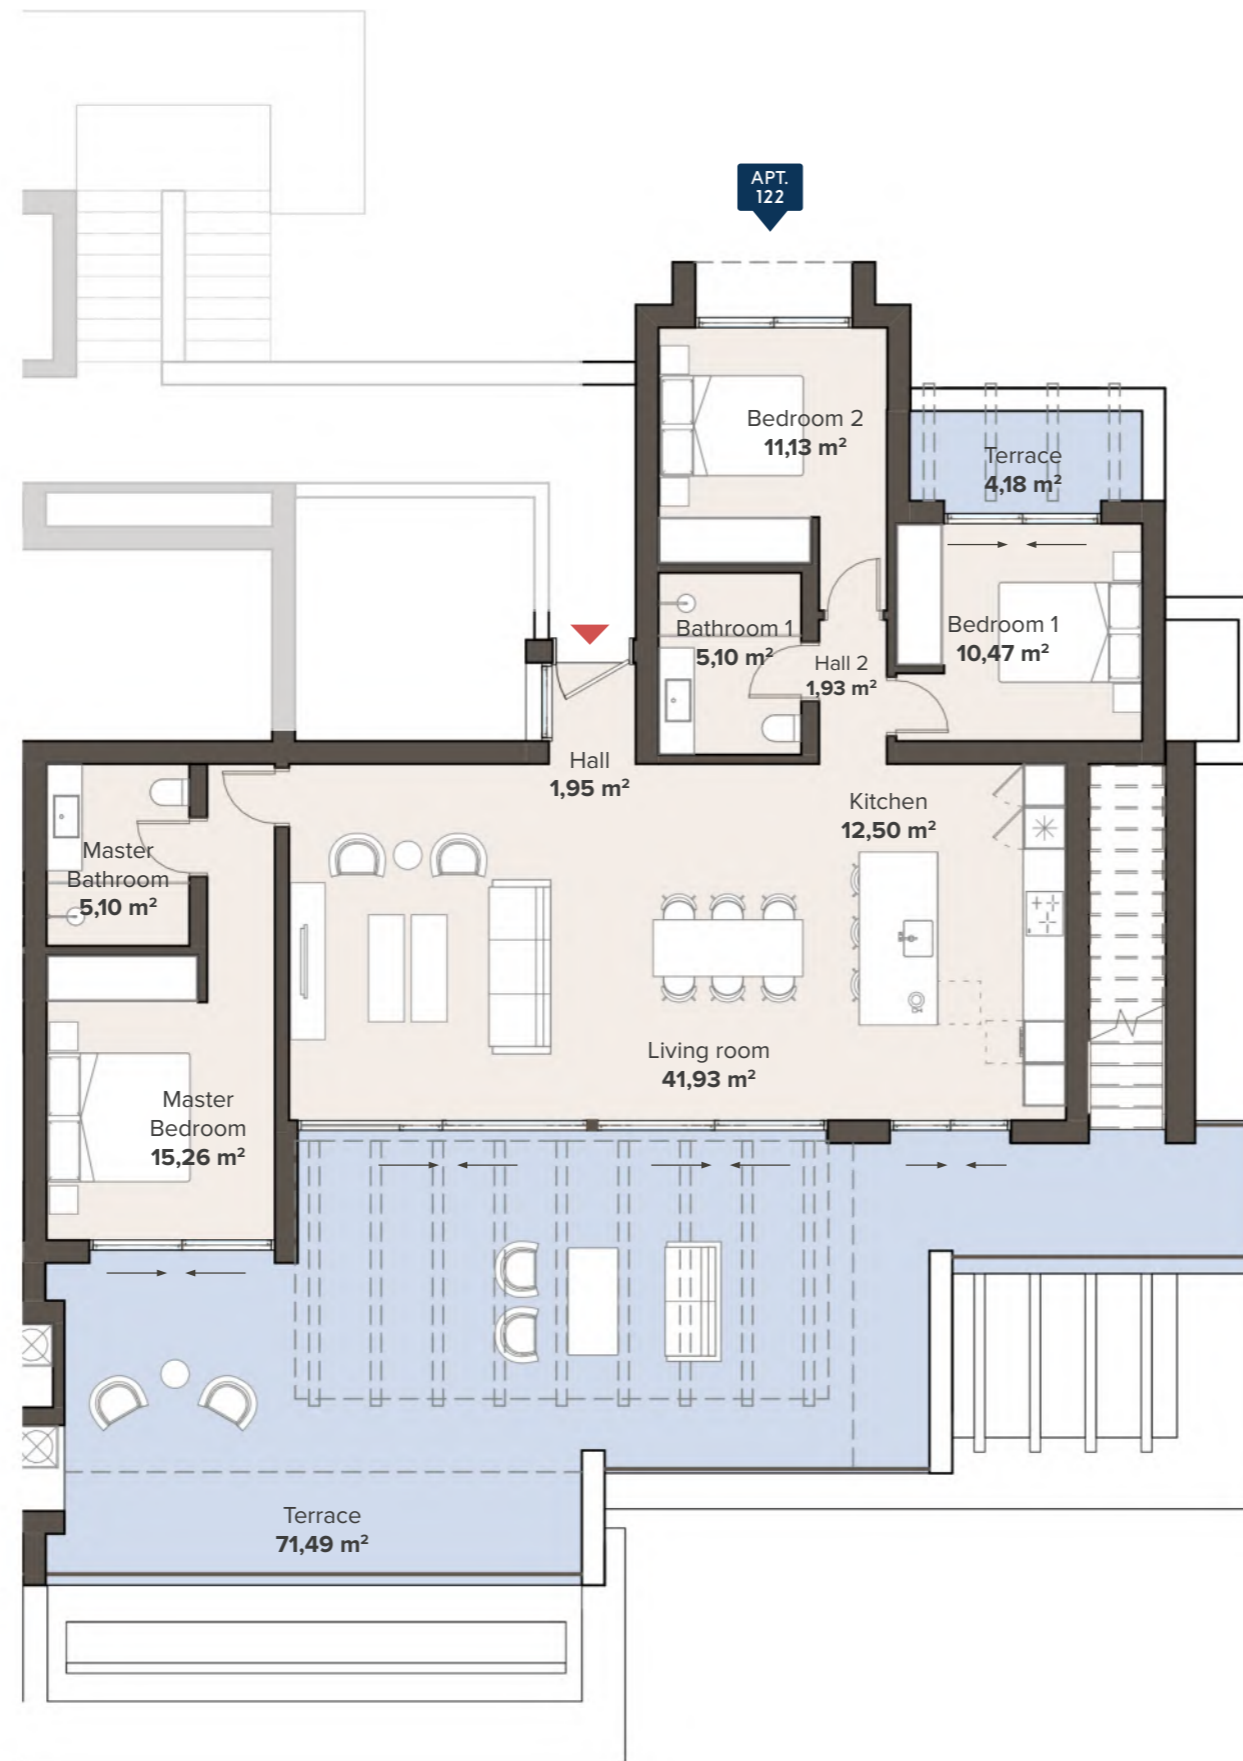 APT.
122
Bedroom 2
11,13 m²
Terrace
4,18 m²
Bathroom 1
5,10 m²
Bedroom 1
10,47 m²
Hall 2
1,93 m²
Hall
1,95 m²
Kitchen
12,50 m²
Master
Bathroom
5,10 m²
Living room
41,93 m²
Master
Bedroom
15,26 m²
Terrace
71,49 m²